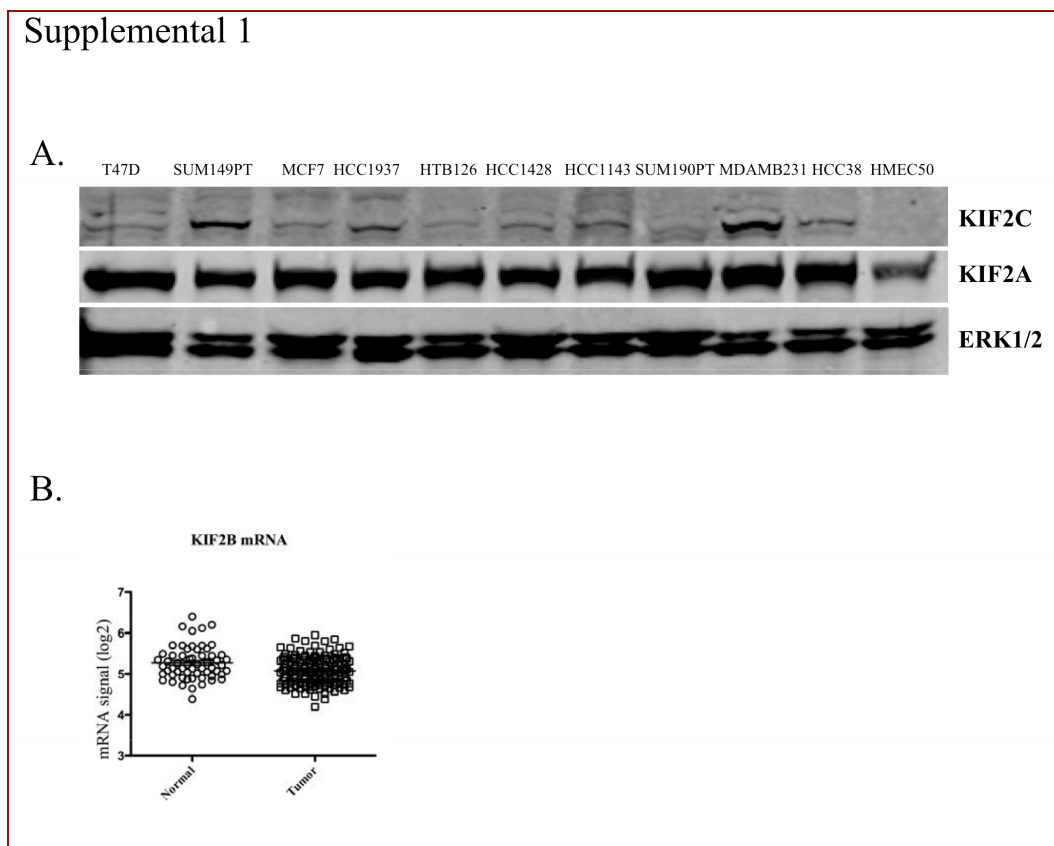 Supplemental 1
A.
T47D SUM149PT MCF7 HCC1937 HTB126 HCC1428 HCC1143 SUM190PT MDAMB231 HCC38 HMEC50
KIF2C
KIF2A
ERK1/2
B.
KIF2B mRNA
mRNA signal (log2)
7
6
5
4
3
Normal
Tumor